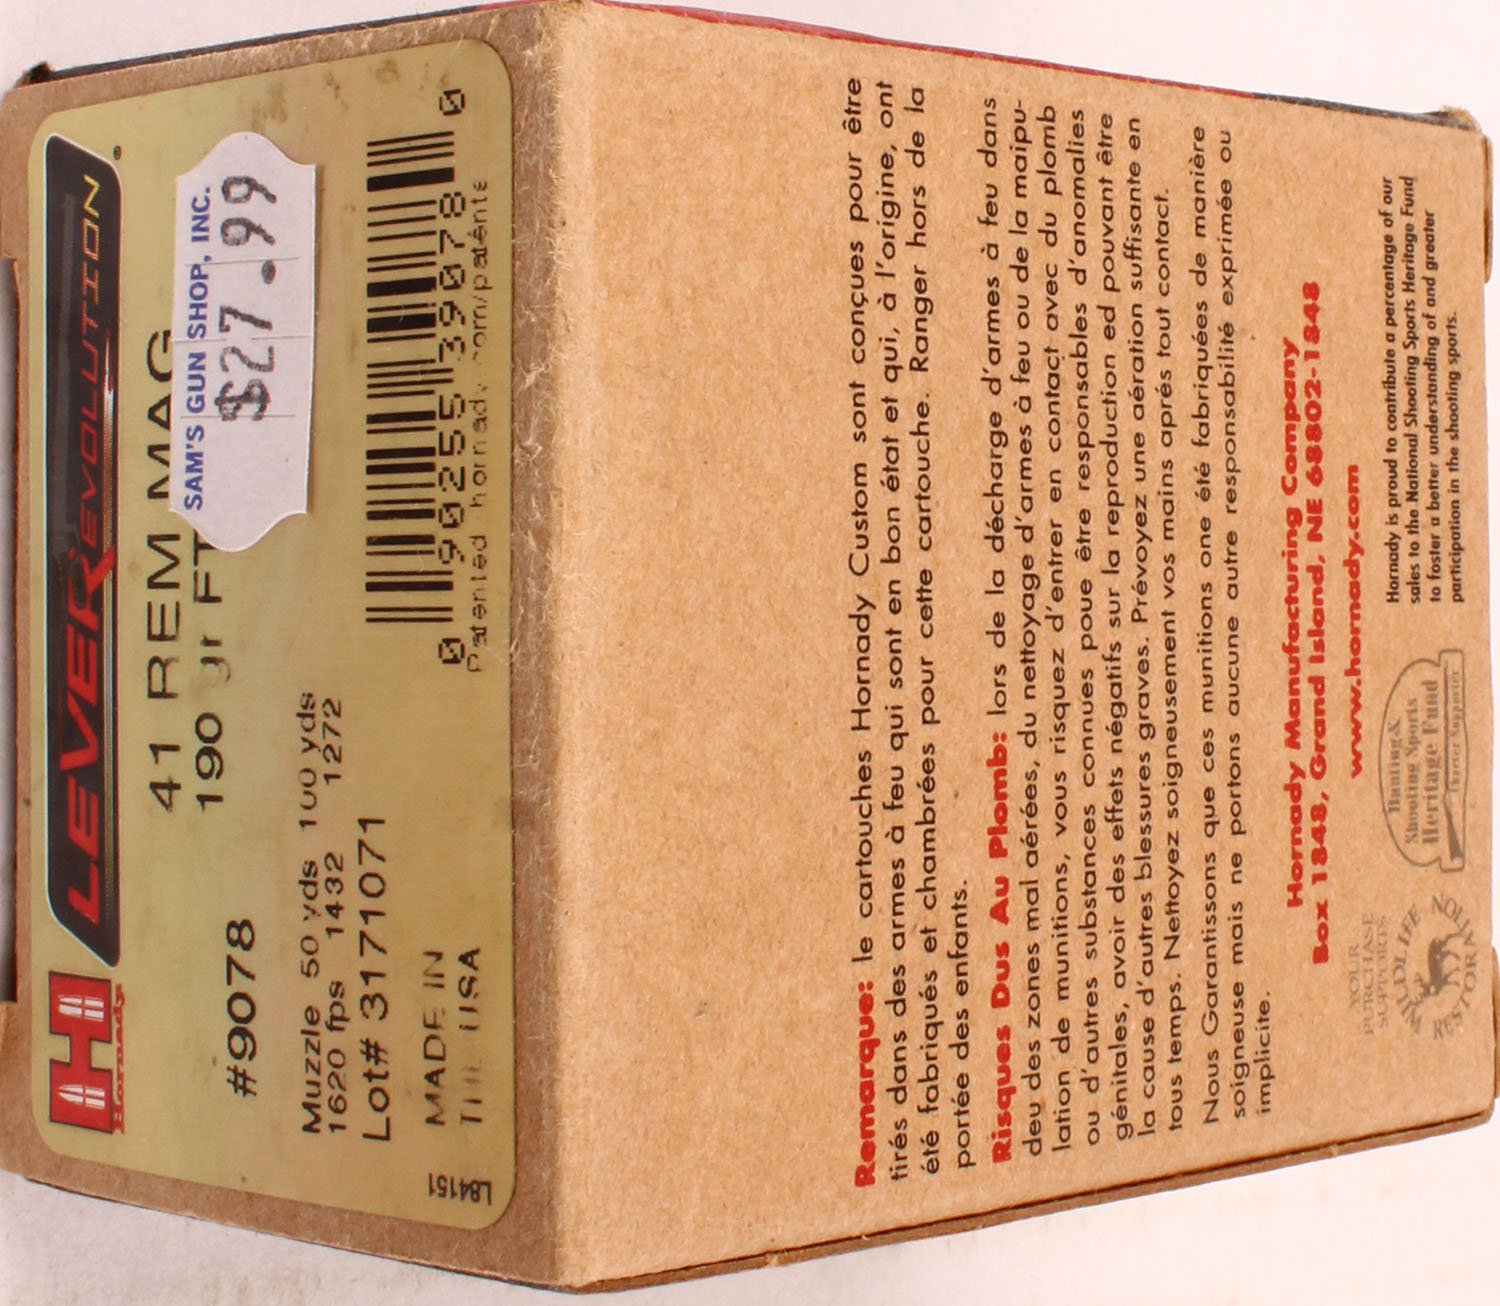 Hornady
LEVEREVOLUTION®
41 REM MAG
190 gr FT
SAM'S GUN SHOP, INC.
$27.99
#9078
Muzzle 50 yds 100 yds
1620 fps 1432 1272
Lot# 3171071
MADE IN
THE USA
0 90255 39078 0
Patented hornady.com/patents
L84151
Remarque: le cartouches Hornady Custom sont conçues pour être
tirés dans des armes à feu qui sont en bon état et qui, à l'origine, ont
été fabriqués et chambrées pour cette cartouche. Ranger hors de la
portée des enfants.
Risques Dus Au Plomb: lors de la décharge d'armes à feu dans
deu des zones mal aérées, du nettoyage d'armes à feu ou de la maipu-
lation de munitions, vous risquez d'entrer en contact avec du plomb
ou d'autres substances connues poue être responsables d'anomalies
génitales, avoir des effets négatifs sur la reproduction ed pouvant être
la cause d'autres blessures graves. Prévoyez une aération suffisante en
tous temps. Nettoyez soigneusement vos mains aprés tout contact.
Nous Garantissons que ces munitions one été fabriquées de manière
soigneuse mais ne portons aucune autre responsabilité exprimée ou
implicite.
Hornady Manufacturing Company
Box 1848, Grand Island, NE 68802-1848
www.hornady.com
YOUR
PURCHASE
SUPPORTS
WILDLIFE
RESTORATION
Hunting &
Shooting Sports
Heritage Fund
Charter Supporter
Hornady is proud to contribute a percentage of our
sales to the National Shooting Sports Heritage Fund
to foster a better understanding of and greater
participation in the shooting sports.